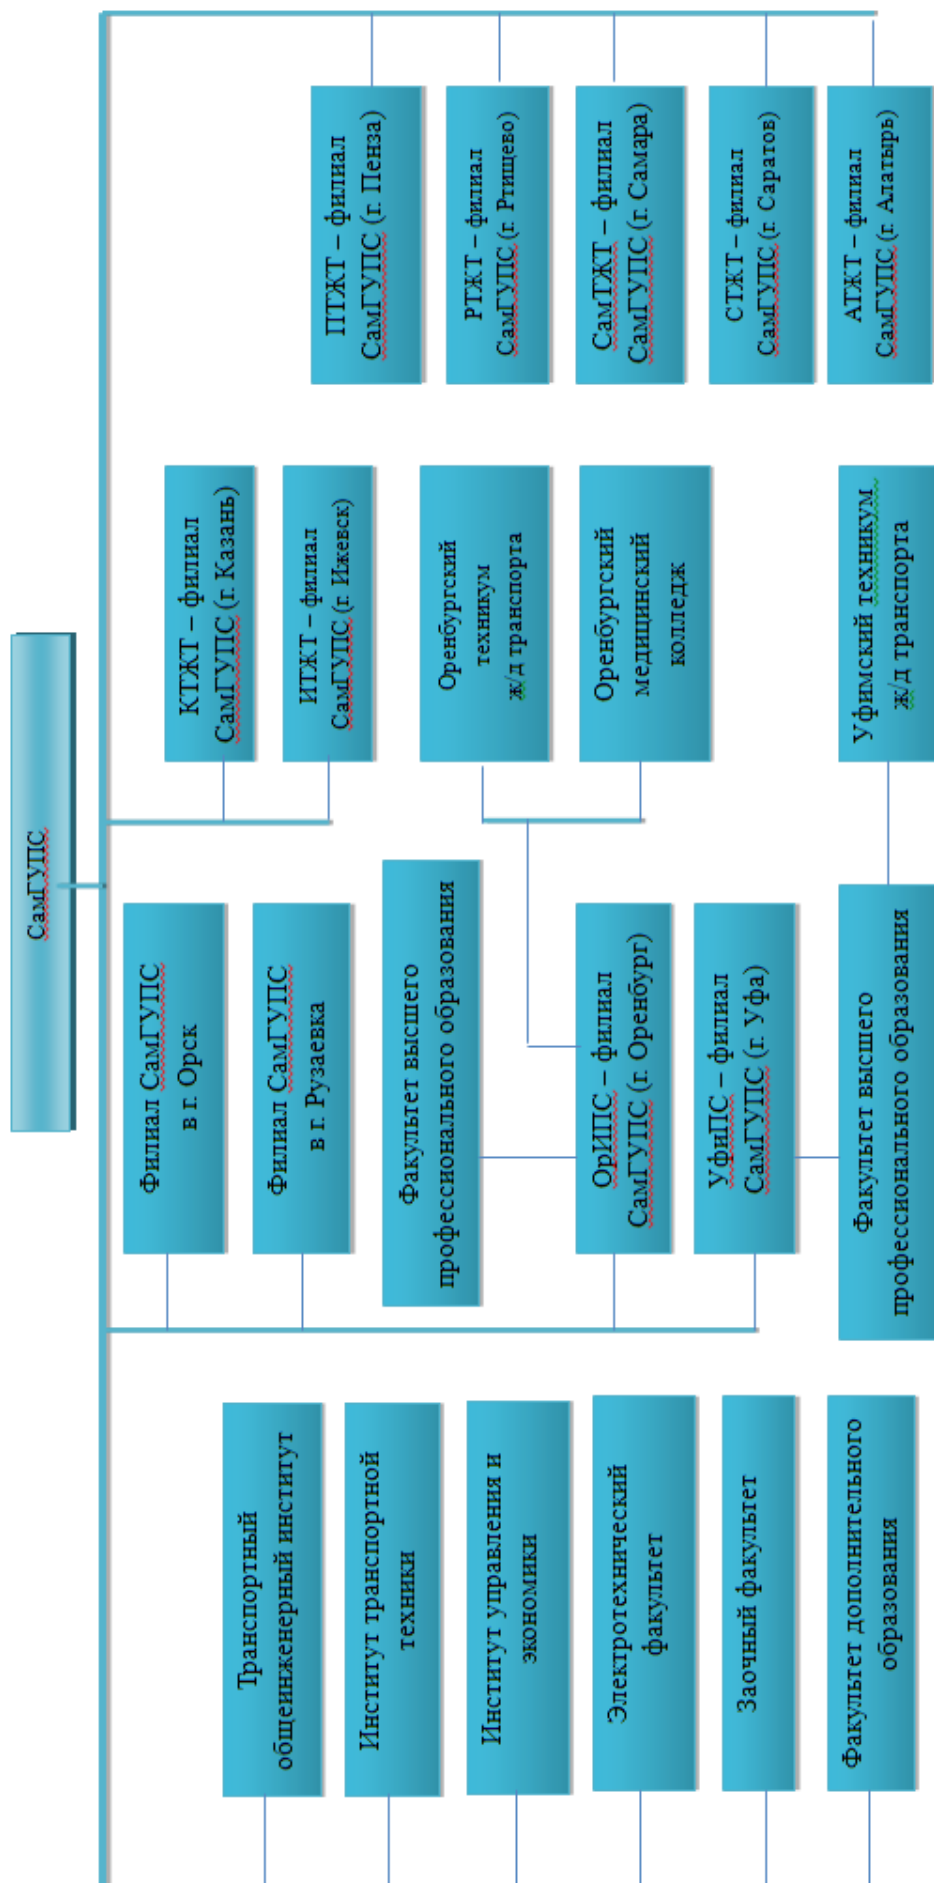 СамГУПС
Транспортный
общеинженерный институт
Институт транспортной
техники
Институт управления и
экономики
Электротехнический
факультет
Заочный факультет
Факультет дополнительного
образования
Филиал СамГУПС
в г. Орск
Филиал СамГУПС
в г. Рузаевка
Факультет высшего
профессионального образования
ОрИПС – филиал
СамГУПС (г. Оренбург)
УфиПС – филиал
СамГУПС (г. Уфа)
Факультет высшего
профессионального образования
КТЖТ – филиал
СамГУПС (г. Казань)
ИТЖТ – филиал
СамГУПС (г. Ижевск)
Оренбургский
техникум
ж/д транспорта
Оренбургский
медицинский
колледж
Уфимский техникум
ж/д транспорта
ПТЖТ – филиал
СамГУПС (г. Пенза)
РТЖТ – филиал
СамГУПС (г. Ртищево)
СамТЖТ – филиал
СамГУПС (г. Самара)
СТЖТ – филиал
СамГУПС (г. Саратов)
АТЖТ – филиал
СамГУПС (г. Алатырь)